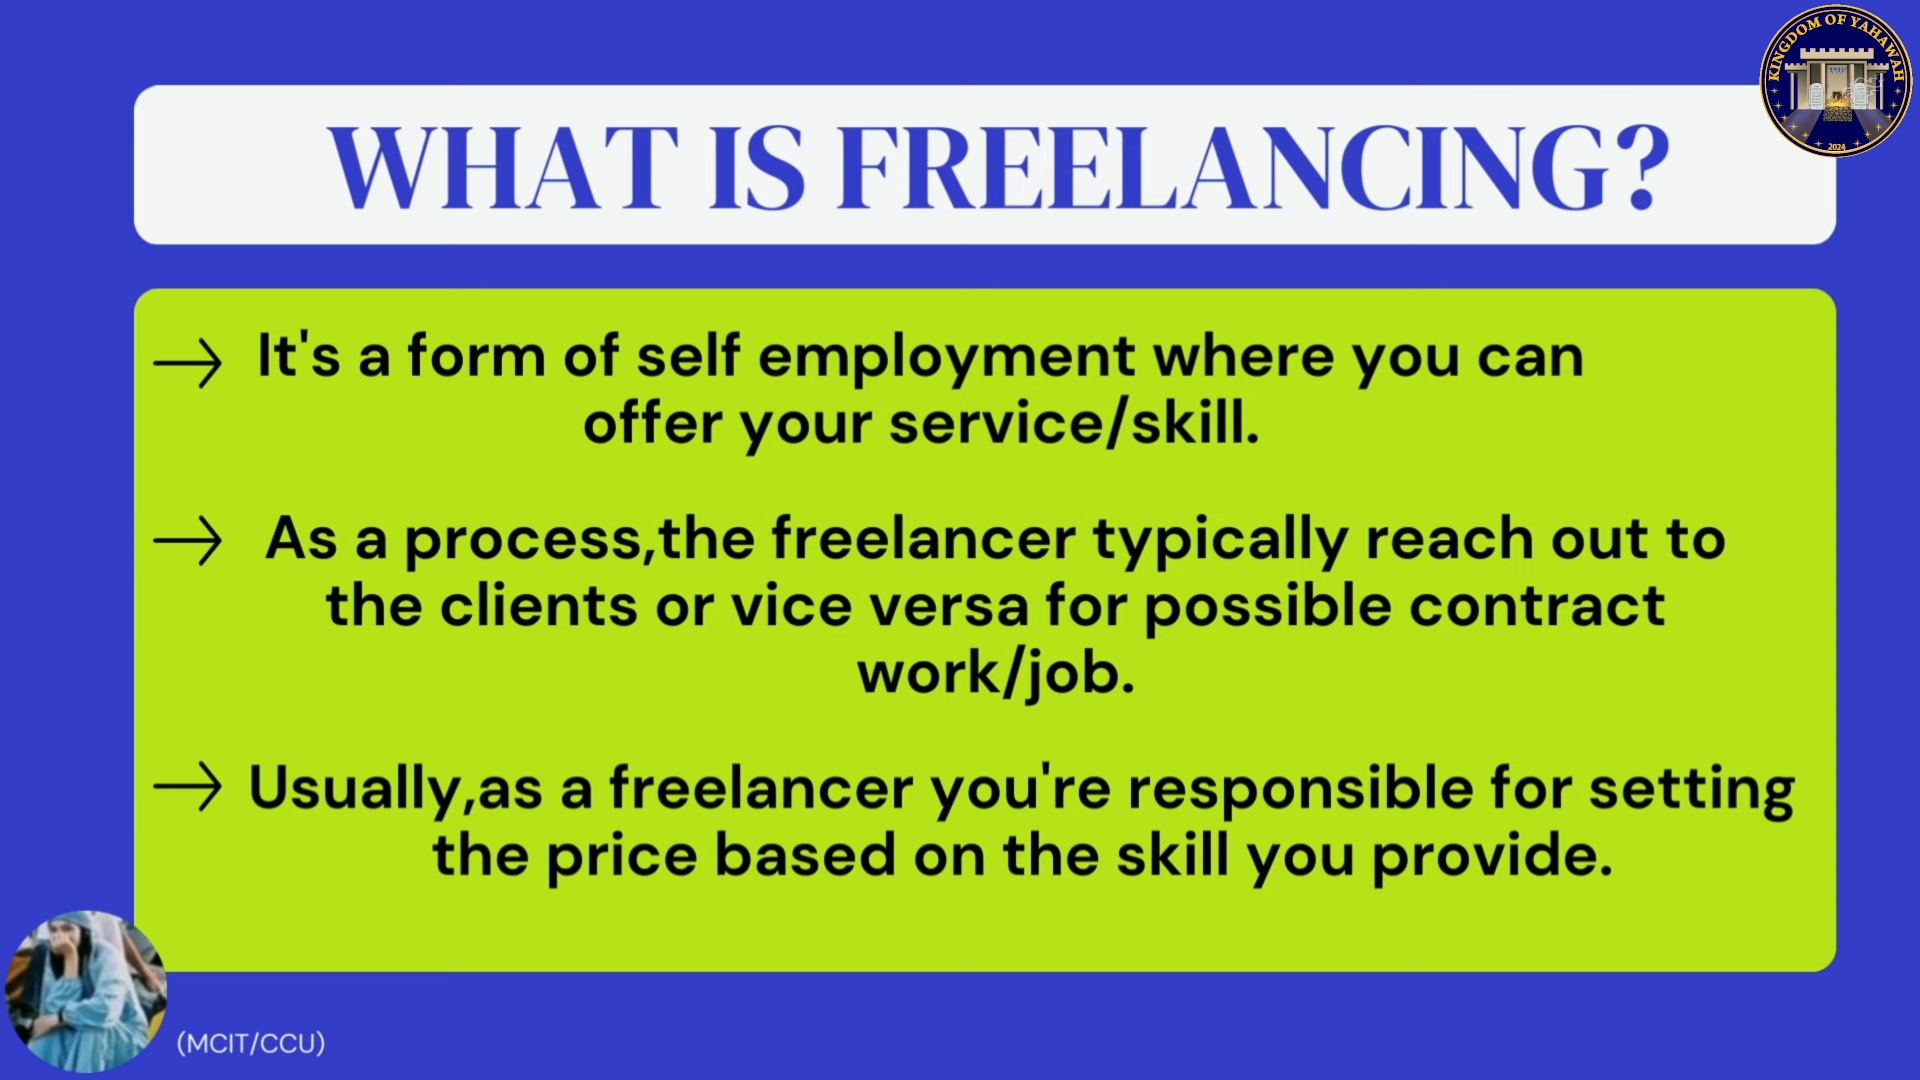 KINGDOM OF YAHAWAH
2024
WHAT IS FREELANCING?
It's a form of self employment where you can
offer your service/skill.
As a process,the freelancer typically reach out to
the clients or vice versa for possible contract
work/job.
Usually,as a freelancer you're responsible for setting
the price based on the skill you provide.
(MCIT/CCU)